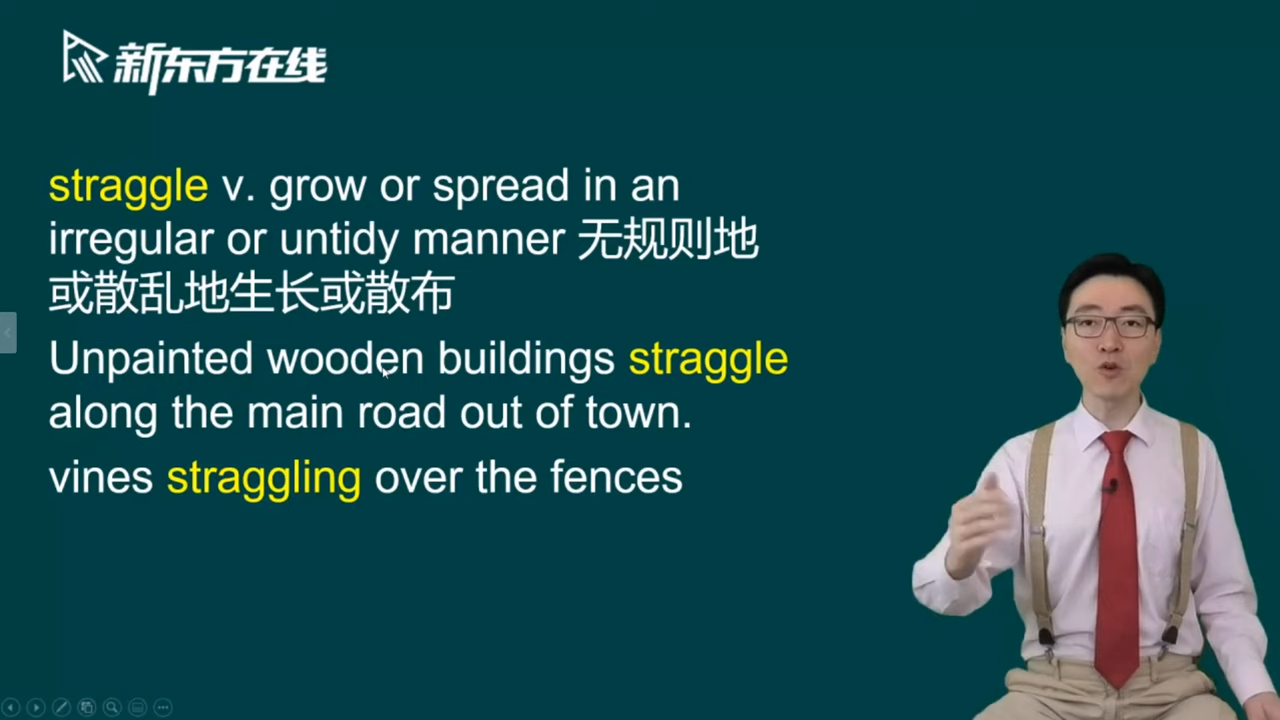 新东方在线
straggle v. grow or spread in an
irregular or untidy manner 无规则地
或散乱地生长或散布
Unpainted wooden buildings straggle
along the main road out of town.
vines straggling over the fences